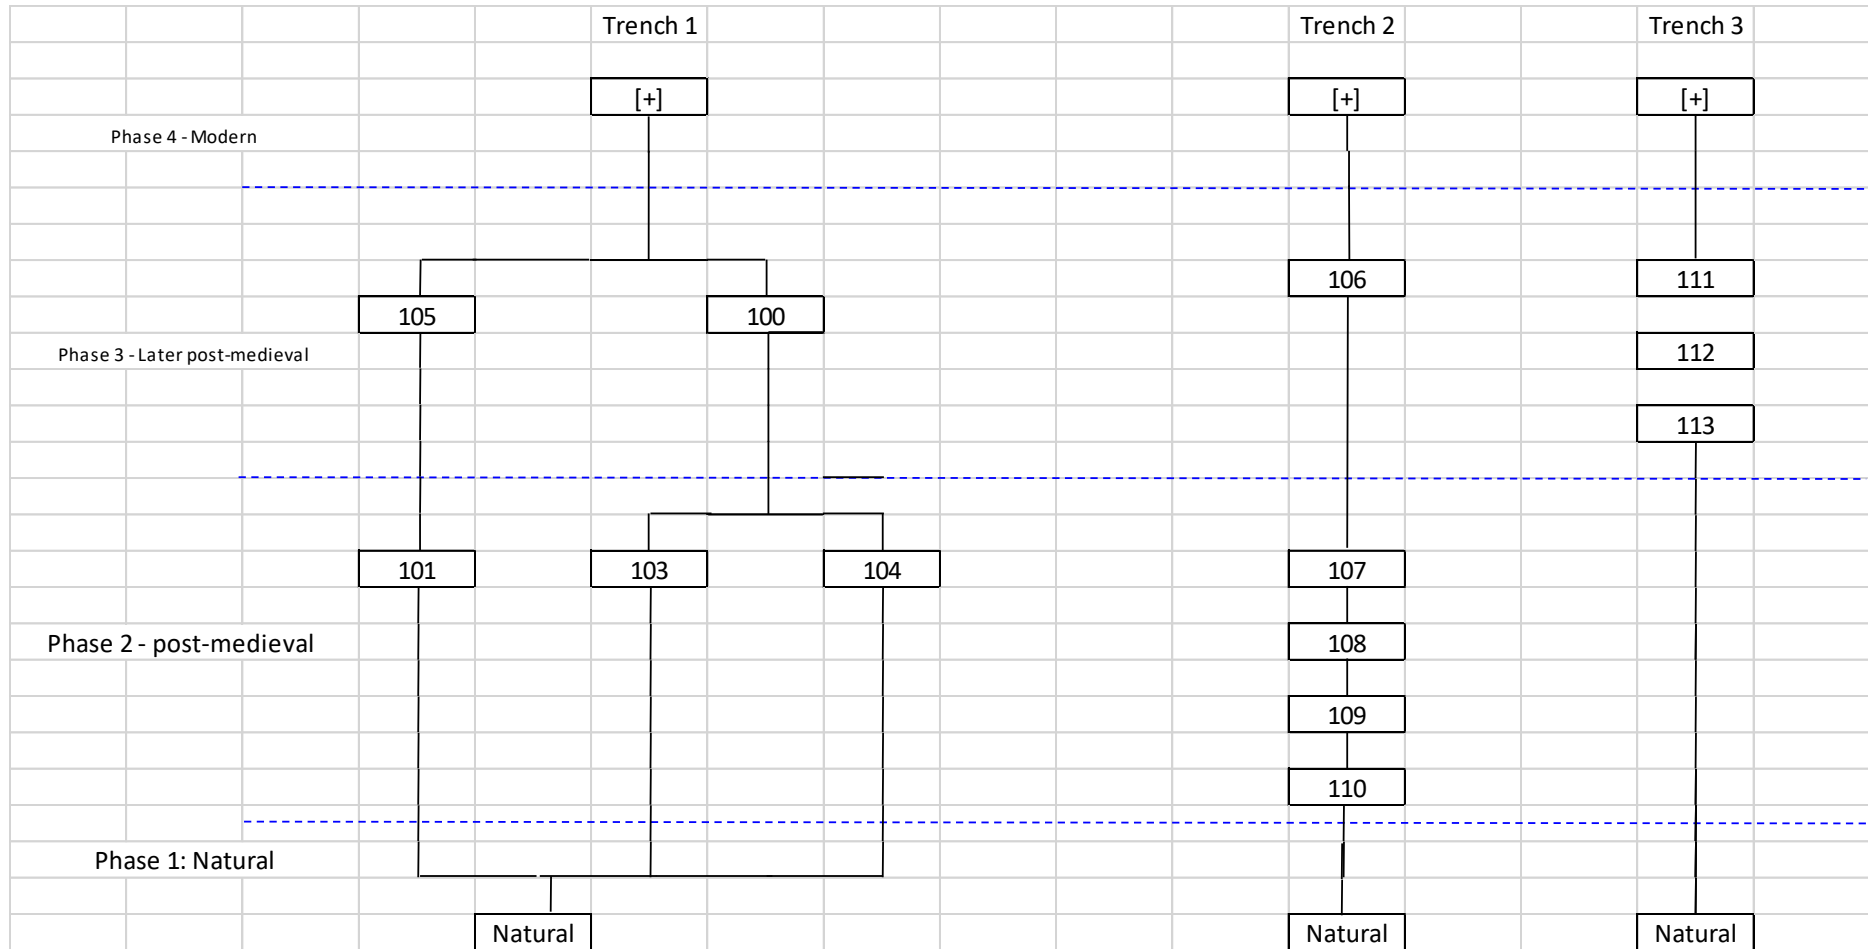 Trench 1 Trench 2 Trench 3
[+] [+] [+]
Phase 4 - Modern
106 111
105 100
Phase 3 - Later post-medieval 112
113
101 103 104 107
Phase 2 - post-medieval 108
109
110
Phase 1: Natural
Natural Natural Natural